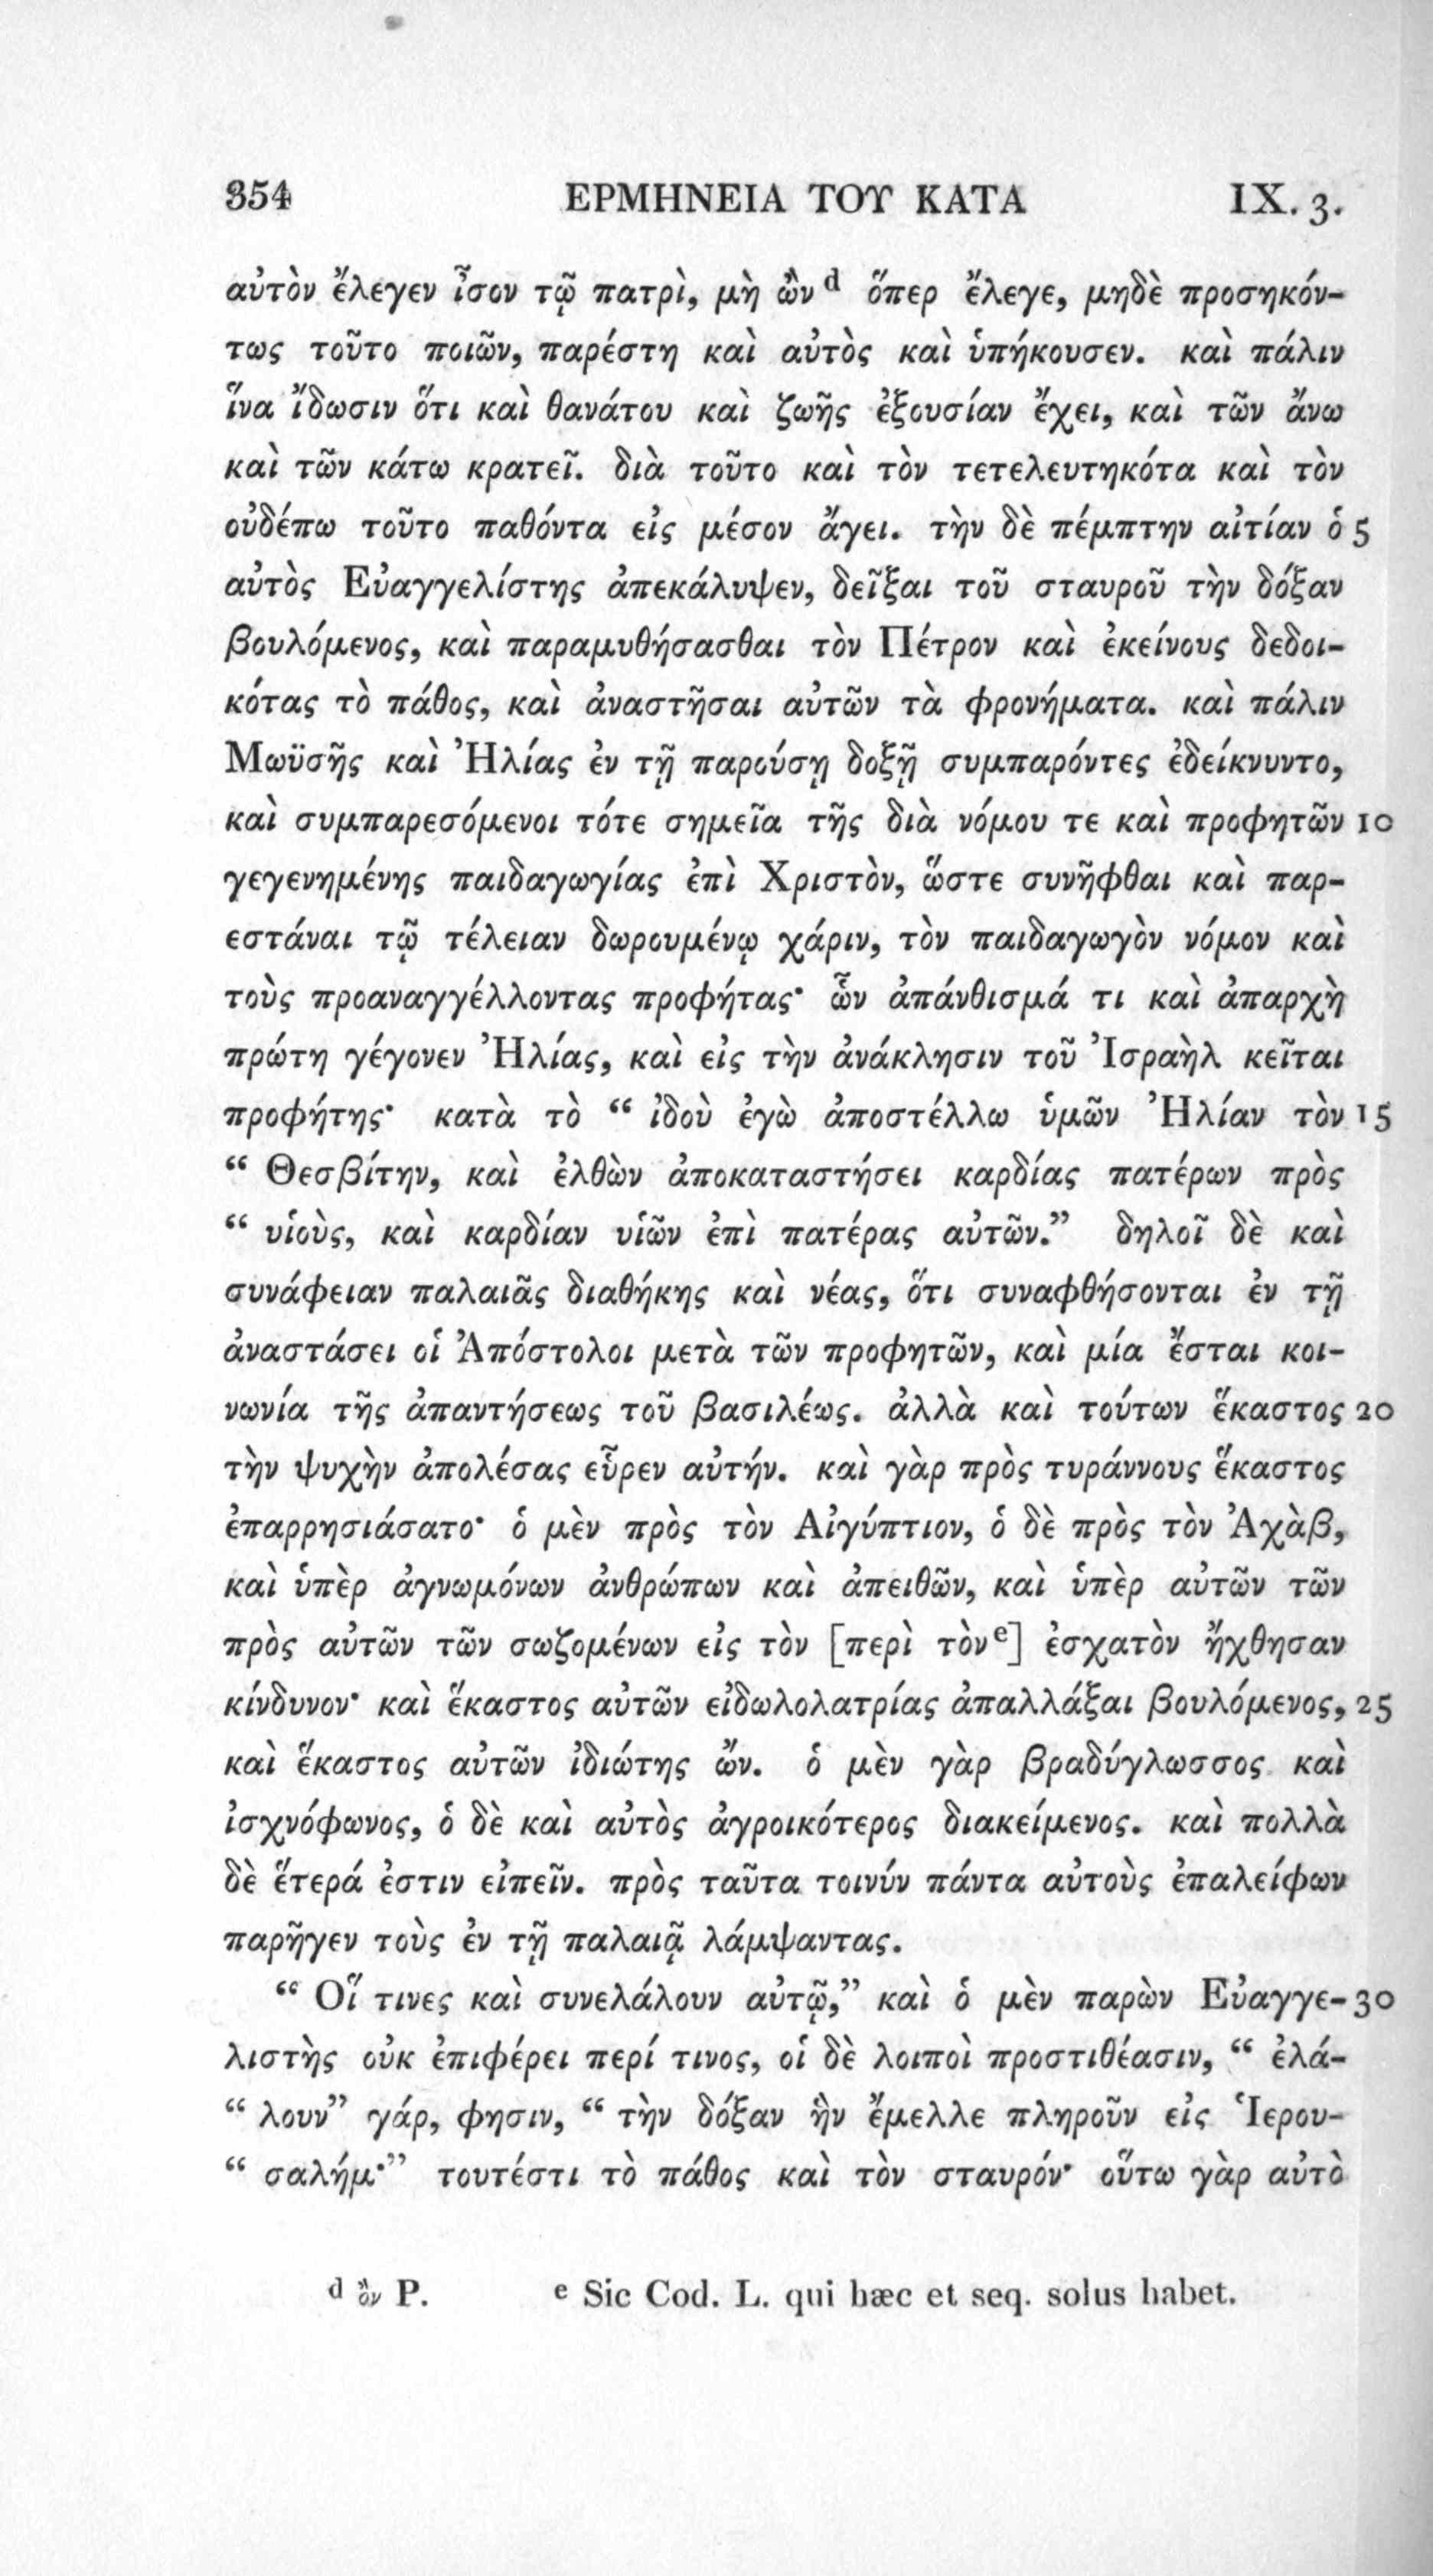 354 ΕΡΜΗΝΕΙΑ ΤΟΥ ΚΑΤΑ IX. 3.
αὐτὸν ἔλεγεν ἶσον τῷ πατρὶ, μὴ ὢν d ὅπερ ἔλεγε, μηδὲ προσηκόν-
τως τοῦτο ποιῶν, παρέστη καὶ αὐτὸς καὶ ὑπήκουσεν. καὶ πάλιν
ἵνα ἴδωσιν ὅτι καὶ θανάτου καὶ ζωῆς ἐξουσίαν ἔχει, καὶ τῶν ἄνω
καὶ τῶν κάτω κρατεῖ. διὰ τοῦτο καὶ τὸν τετελευτηκότα καὶ τὸν
οὐδέπω τοῦτο παθόντα εἰς μέσον ἄγει. τὴν δὲ πέμπτην αἰτίαν ὁ 5
αὐτὸς Εὐαγγελίστης ἀπεκάλυψεν, δεῖξαι τοῦ σταυροῦ τὴν δόξαν
βουλόμενος, καὶ παραμυθήσασθαι τὸν Πέτρον καὶ ἐκείνους δεδοι-
κότας τὸ πάθος, καὶ ἀναστῆσαι αὐτῶν τὰ φρονήματα. καὶ πάλιν
Μωϋσῆς καὶ Ἠλίας ἐν τῇ παρούσῃ δοξῇ συμπαρόντες ἐδείκνυντο,
καὶ συμπαρεσόμενοι τότε σημεῖα τῆς διὰ νόμου τε καὶ προφητῶν 10
γεγενημένης παιδαγωγίας ἐπὶ Χριστὸν, ὥστε συνῆφθαι καὶ παρ-
εστάναι τῷ τέλειαν δωρουμένῳ χάριν, τὸν παιδαγωγὸν νόμον καὶ
τοὺς προαναγγέλλοντας προφήτας· ὧν ἀπάνθισμά τι καὶ ἀπαρχὴ
πρώτη γέγονεν Ἠλίας, καὶ εἰς τὴν ἀνάκλησιν τοῦ Ἰσραὴλ κεῖται
προφήτης· κατὰ τὸ “ ἰδοὺ ἐγὼ ἀποστέλλω ὑμῶν Ἠλίαν τὸν 15
“ Θεσβίτην, καὶ ἐλθὼν ἀποκαταστήσει καρδίας πατέρων πρὸς
“ υἱοὺς, καὶ καρδίαν υἱῶν ἐπὶ πατέρας αὐτῶν.” δηλοῖ δὲ καὶ
συνάφειαν παλαιᾶς διαθήκης καὶ νέας, ὅτι συναφθήσονται ἐν τῇ
ἀναστάσει οἱ Ἀπόστολοι μετὰ τῶν προφητῶν, καὶ μία ἔσται κοι-
νωνία τῆς ἀπαντήσεως τοῦ βασιλέως. ἀλλὰ καὶ τούτων ἕκαστος 20
τὴν ψυχὴν ἀπολέσας εὗρεν αὐτήν. καὶ γὰρ πρὸς τυράννους ἕκαστος
ἐπαρρησιάσατο· ὁ μὲν πρὸς τὸν Αἰγύπτιον, ὁ δὲ πρὸς τὸν Ἀχὰβ,
καὶ ὑπὲρ ἀγνωμόνων ἀνθρώπων καὶ ἀπειθῶν, καὶ ὑπὲρ αὐτῶν τῶν
πρὸς αὐτῶν τῶν σωζομένων εἰς τὸν [περὶ τὸν e] ἐσχατὸν ἤχθησαν
κίνδυνον· καὶ ἕκαστος αὐτῶν εἰδωλολατρίας ἀπαλλάξαι βουλόμενος, 25
καὶ ἕκαστος αὐτῶν ἰδιώτης ὤν. ὁ μὲν γὰρ βραδύγλωσσος καὶ
ἰσχνόφωνος, ὁ δὲ καὶ αὐτὸς ἀγροικότερος διακείμενος. καὶ πολλὰ
δὲ ἕτερά ἐστιν εἰπεῖν. πρὸς ταῦτα τοινύν πάντα αὐτοὺς ἐπαλείφων
παρῆγεν τοὺς ἐν τῇ παλαιᾷ λάμψαντας.
“ Οἵ τινες καὶ συνελάλουν αὐτῷ,” καὶ ὁ μὲν παρὼν Εὐαγγε- 30
λιστὴς οὐκ ἐπιφέρει περί τινος, οἱ δὲ λοιποὶ προστιθέασιν, “ ἐλά-
“ λουν” γάρ, φησιν, “ τὴν δόξαν ἣν ἔμελλε πληροῦν εἰς Ἱερου-
“ σαλήμ·” τουτέστι τὸ πάθος καὶ τὸν σταυρόν· οὕτω γὰρ αὐτὸ
d ὃν P. e Sic Cod. L. qui hæc et seq. solus habet.